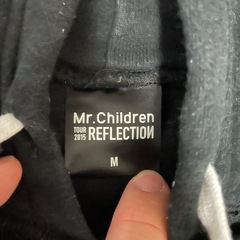 Mr.Children
TOUR
2015 REFLECTION
M